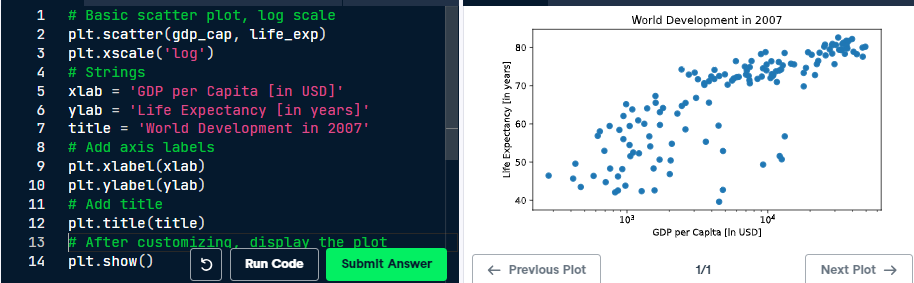 1 # Basic scatter plot, log scale
2 plt.scatter(gdp_cap, life_exp)
3 plt.xscale('log')
4 # Strings
5 xlab = 'GDP per Capita [in USD]'
6 ylab = 'Life Expectancy [in years]'
7 title = 'World Development in 2007'
8 # Add axis labels
9 plt.xlabel(xlab)
10 plt.ylabel(ylab)
11 # Add title
12 plt.title(title)
13 # After customizing, display the plot
14 plt.show()
Run Code
Submit Answer
World Development in 2007
Life Expectancy [in years]
80
70
60
50
40
10³ 10⁴
GDP per Capita [in USD]
← Previous Plot
1/1
Next Plot →